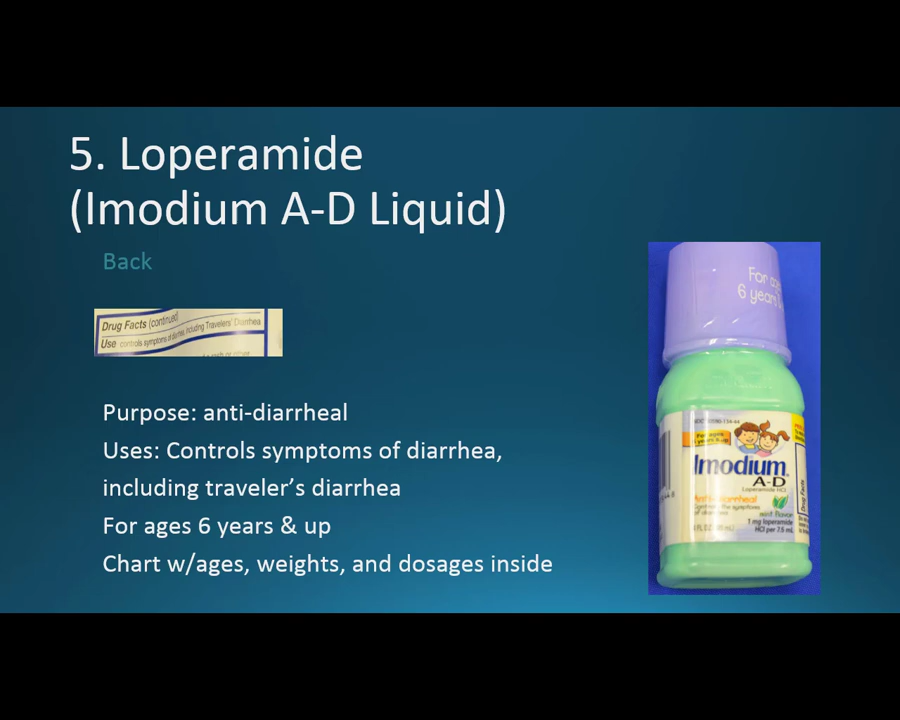 5. Loperamide
(Imodium A-D Liquid)
Back
Drug Facts (continued)
Use controls symptoms of diarrhea, including Travelers' Diarrhea
Purpose: anti-diarrheal
Uses: Controls symptoms of diarrhea,
including traveler's diarrhea
For ages 6 years & up
Chart w/ages, weights, and dosages inside
For
6 years
Imodium
A-D
Loperamide HCl
Anti-diarrheal
mint flavor
1 mg loperamide
HCl per 7.5 mL
Drug Facts